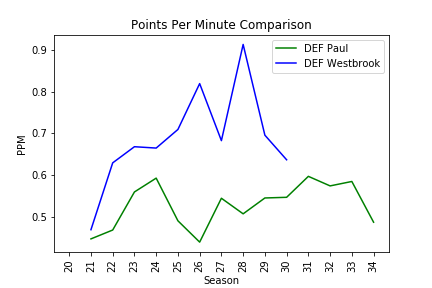 Points Per Minute Comparison
DEF Paul
DEF Westbrook
0.9
0.8
0.7
0.6
0.5
PPM
20 21 22 23 24 25 26 27 28 29 30 31 32 33 34
Season